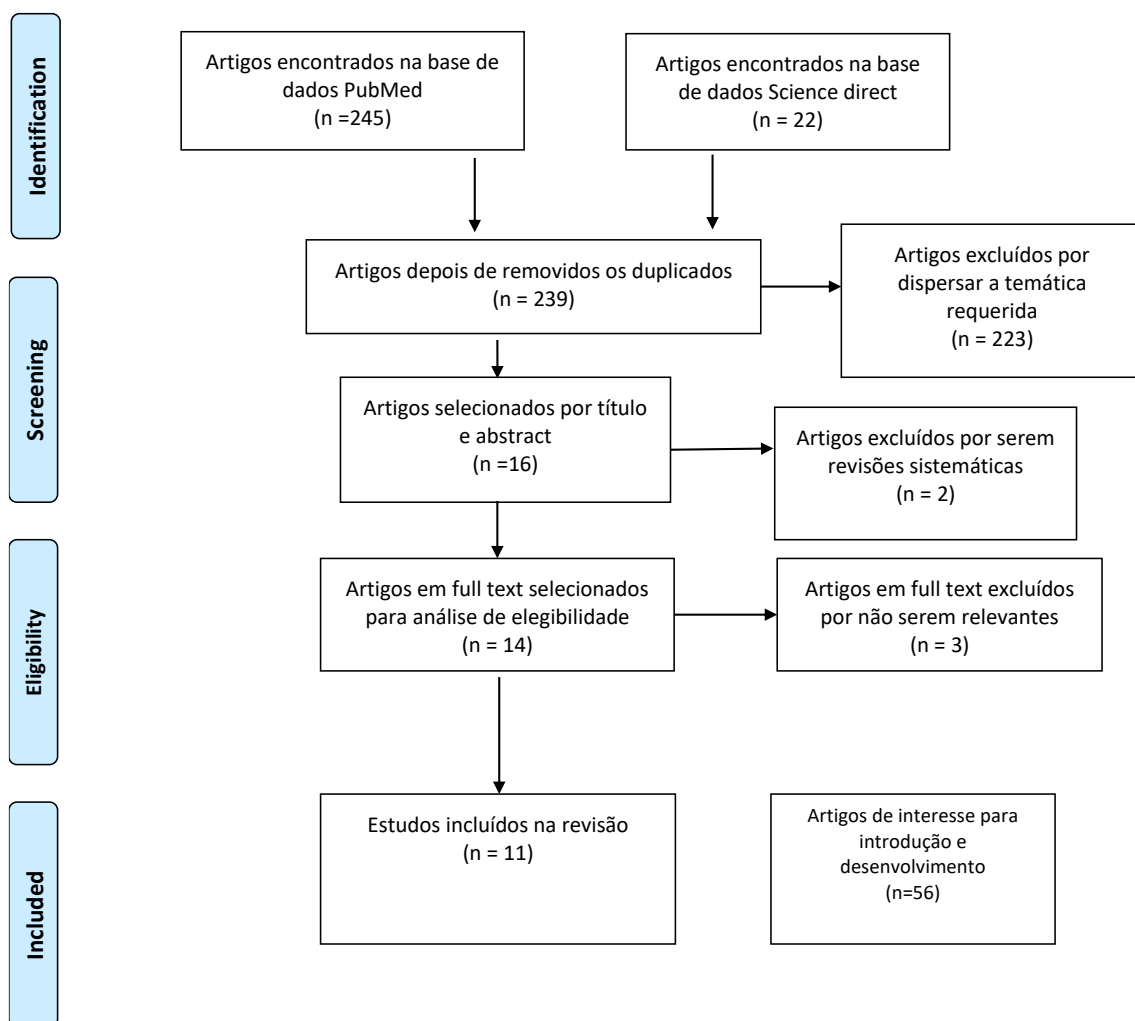 Identification
Artigos encontrados na base de
dados PubMed
(n =245)
Artigos encontrados na base
de dados Science direct
(n = 22)
Screening
Artigos depois de removidos os duplicados
(n = 239)
Artigos excluídos por
dispersar a temática
requerida
(n = 223)
Artigos selecionados por título
e abstract
(n =16)
Artigos excluídos por serem
revisões sistemáticas
(n = 2)
Eligibility
Artigos em full text selecionados
para análise de elegibilidade
(n = 14)
Artigos em full text excluídos
por não serem relevantes
(n = 3)
Included
Estudos incluídos na revisão
(n = 11)
Artigos de interesse para
introdução e
desenvolvimento
(n=56)